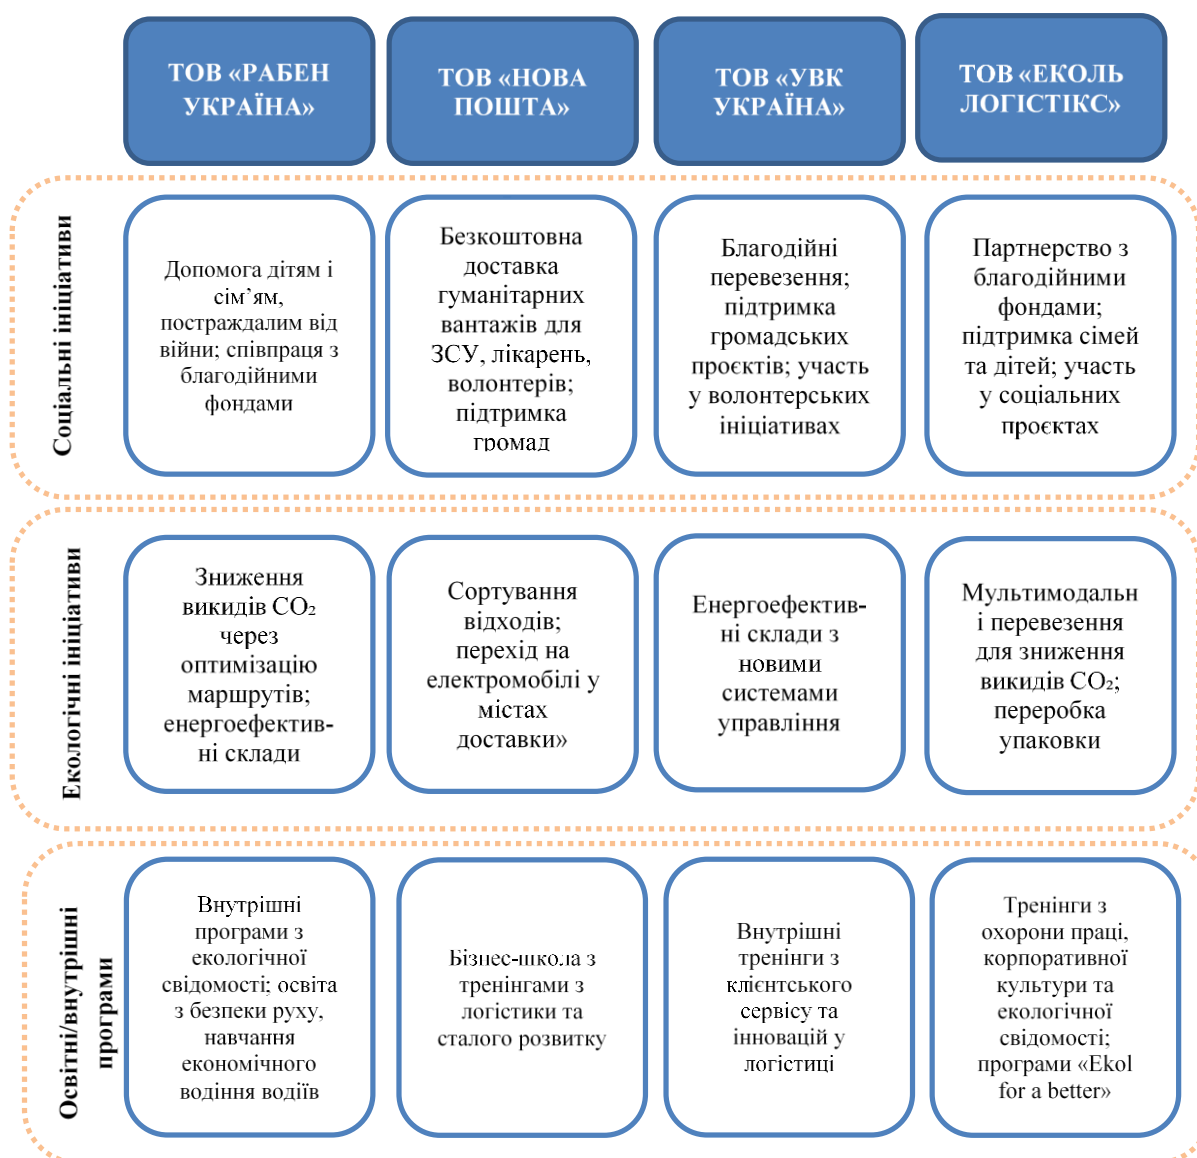 ТОВ «РАБЕН
УКРАЇНА»
ТОВ «НОВА
ПОШТА»
ТОВ «УВК
УКРАЇНА»
ТОВ «ЕКОЛЬ
ЛОГІСТІКС»
Соціальні ініціативи
Допомога дітям і
сім’ям,
постраждалим від
війни; співпраця з
благодійними
фондами
Безкоштовна
доставка
гуманітарних
вантажів для
ЗСУ, лікарень,
волонтерів;
підтримка
громад
Благодійні
перевезення;
підтримка
громадських
проєктів; участь
у волонтерських
ініціативах
Партнерство з
благодійними
фондами;
підтримка сімей
та дітей; участь
у соціальних
проєктах
Екологічні ініціативи
Зниження
викидів CO₂
через
оптимізацію
маршрутів;
енергоефектив-
ні склади
Сортування
відходів;
перехід на
електромобілі у
містах
доставки»
Енергоефектив-
ні склади з
новими
системами
управління
Мультимодальн
і перевезення
для зниження
викидів CO₂;
переробка
упаковки
Освітні/внутрішні
програми
Внутрішні
програми з
екологічної
свідомості; освіта
з безпеки руху,
навчання
економічного
водіння водіїв
Бізнес-школа з
тренінгами з
логістики та
сталого розвитку
Внутрішні
тренінги з
клієнтського
сервісу та
інновацій у
логістиці
Тренінги з
охорони праці,
корпоративної
культури та
екологічної
свідомості;
програми «Ekol
for a better»